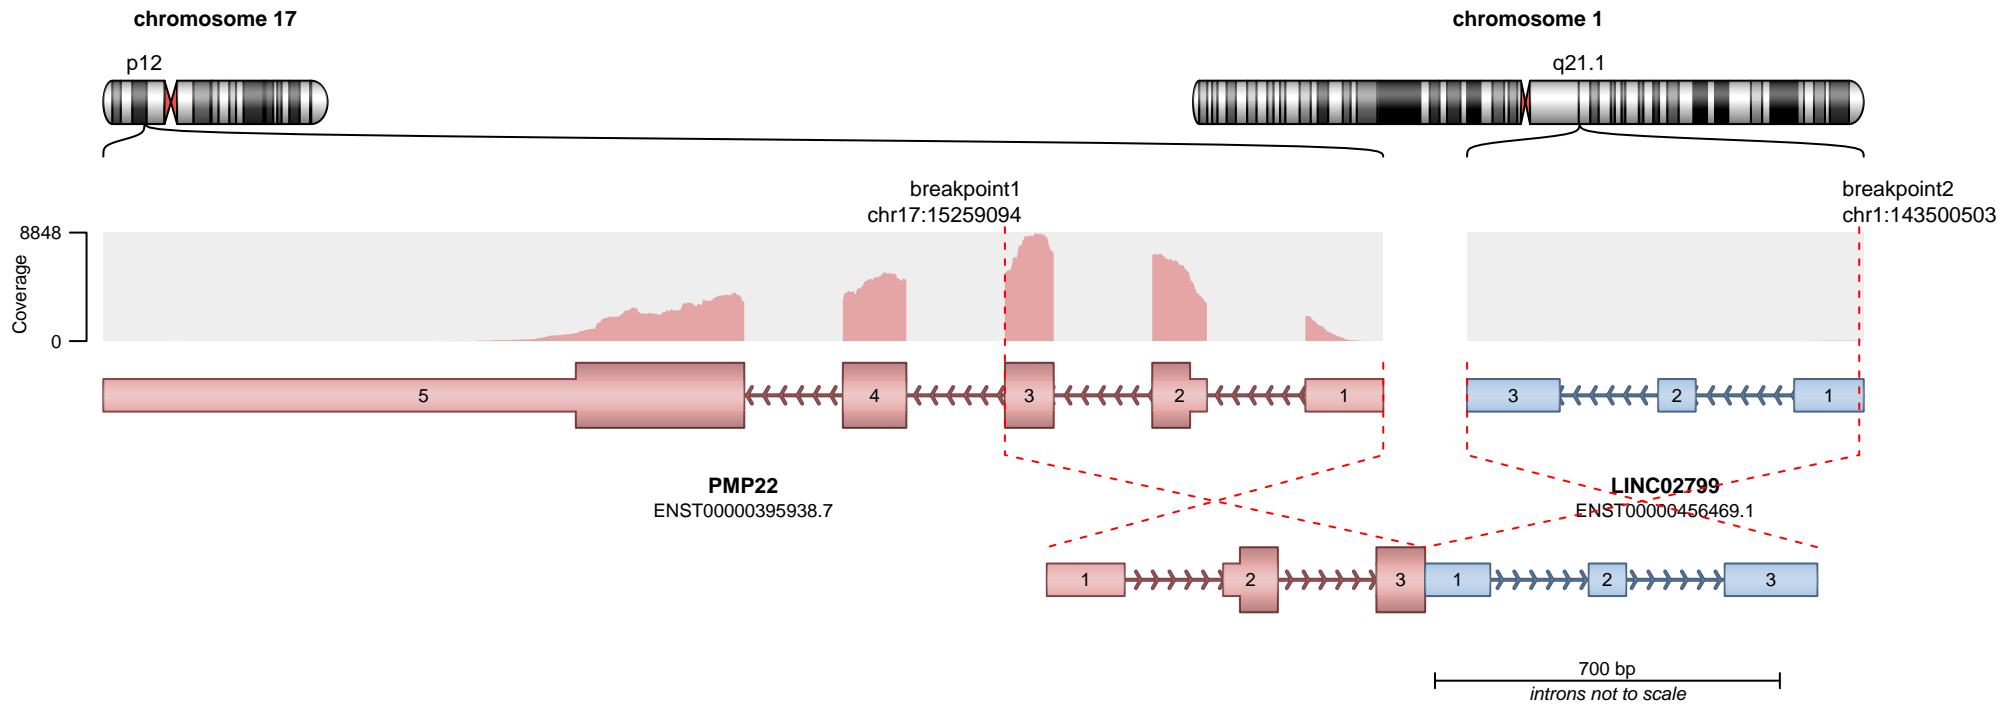 chromosome 17
chromosome 1
p12
q21.1
breakpoint1
chr17:15259094
breakpoint2
chr1:143500503
8848
Coverage
0
5
4
3
2
1
3
2
1
PMP22
ENST00000395938.7
LINC02799
ENST00000456469.1
1
2
3
1
2
3
700 bp
introns not to scale